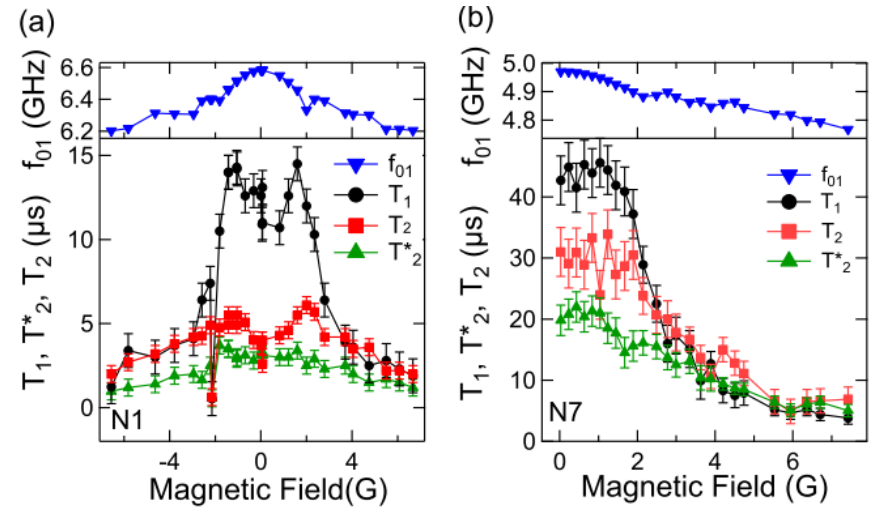 (a)
f01 (GHz)
6.6
6.4
6.2
T1, T*2, T2 (μs)
15
10
5
0
f01
T1
T2
T*2
N1
-4
0
4
Magnetic Field(G)
(b)
f01 (GHz)
5.0
4.9
4.8
T1, T*2, T2 (μs)
40
30
20
10
0
f01
T1
T2
T*2
N7
0
2
4
6
Magnetic Field (G)